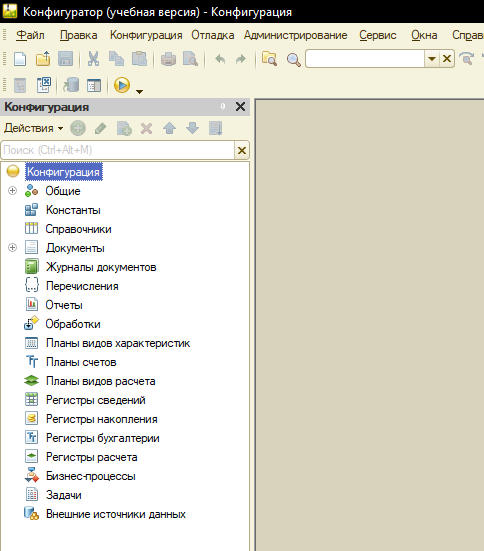 Конфигуратор (учебная версия) - Конфигурация
Файл Правка Конфигурация Отладка Администрирование Сервис Окна Спра
Конфигурация
Действия
Поиск (Ctrl+Alt+M)
Конфигурация
Общие
Константы
Справочники
Документы
Журналы документов
Перечисления
Отчеты
Обработки
Планы видов характеристик
Планы счетов
Планы видов расчета
Регистры сведений
Регистры накопления
Регистры бухгалтерии
Регистры расчета
Бизнес-процессы
Задачи
Внешние источники данных